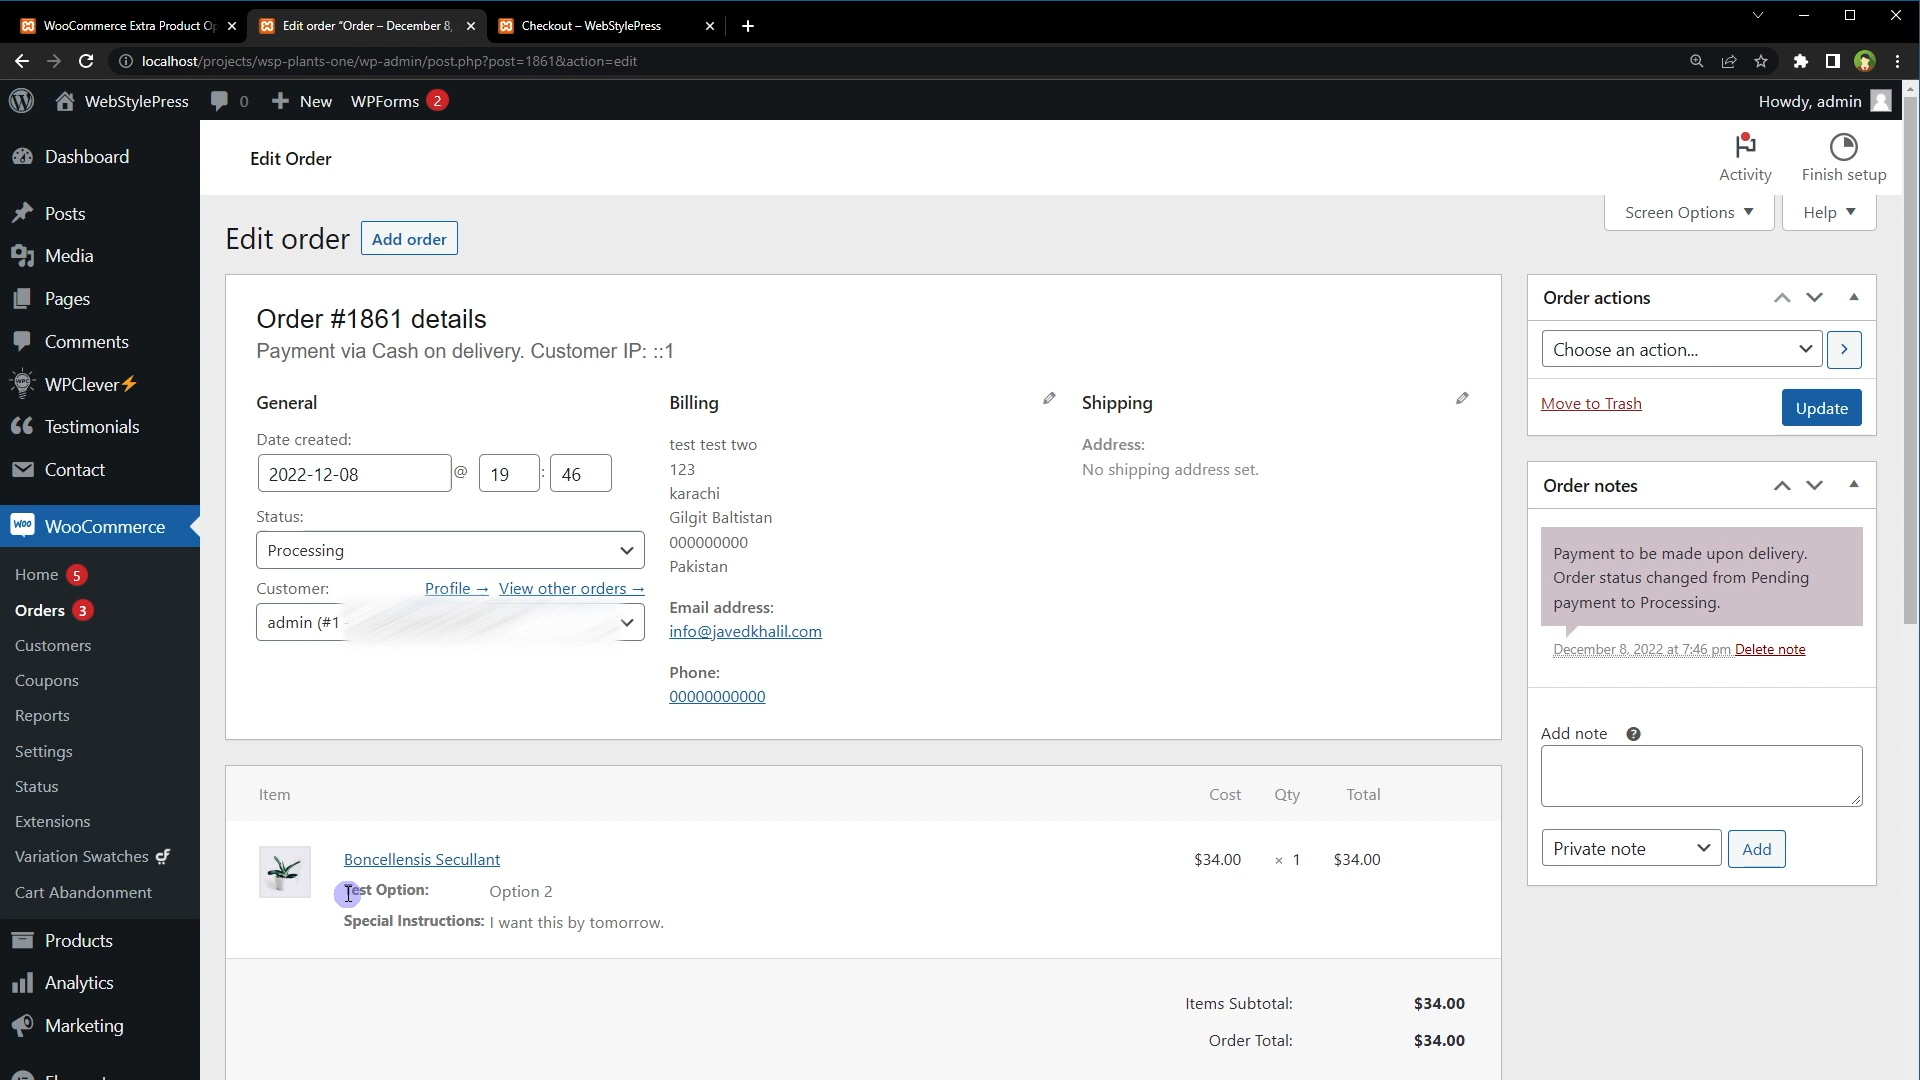 WooCommerce Extra Product Op
Edit order "Order – December 8,
Checkout – WebStylePress
localhost/projects/wsp-plants-one/wp-admin/post.php?post=1861&action=edit
WebStylePress
0
New
WPForms 2
Howdy, admin
Dashboard
Posts
Media
Pages
Comments
WPClever⚡
Testimonials
Contact
WooCommerce
Home 5
Orders 3
Customers
Coupons
Reports
Settings
Status
Extensions
Variation Swatches
Cart Abandonment
Products
Analytics
Marketing
Edit Order
Activity
Finish setup
Screen Options ▼
Help ▼
Edit order
Add order
Order #1861 details
Payment via Cash on delivery. Customer IP: ::1
General
Date created:
2022-12-08 @ 19 : 46
Status:
Processing
Customer:
Profile →
View other orders →
admin (#1
Billing
test test two
123
karachi
Gilgit Baltistan
000000000
Pakistan
Email address:
info@javedkhalil.com
Phone:
00000000000
Shipping
Address:
No shipping address set.
Item
Cost
Qty
Total
Boncellensis Secullant
$34.00
× 1
$34.00
Test Option: Option 2
Special Instructions: I want this by tomorrow.
Items Subtotal: $34.00
Order Total: $34.00
Order actions
Choose an action...
Move to Trash
Update
Order notes
Payment to be made upon delivery.
Order status changed from Pending
payment to Processing.
December 8, 2022 at 7:46 pm Delete note
Add note
Private note
Add